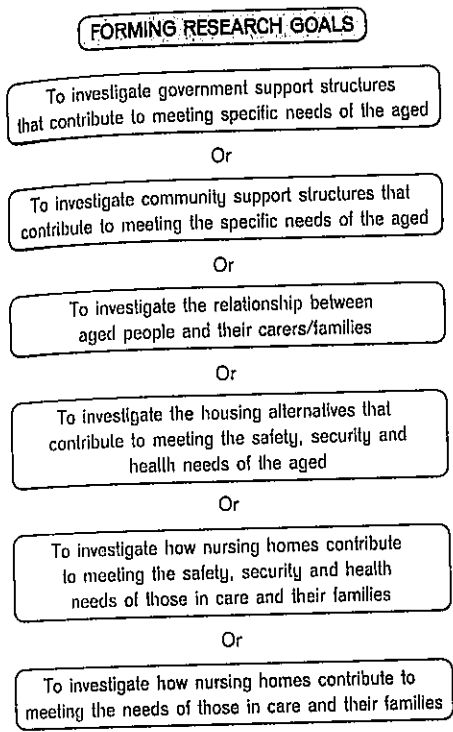 FORMING RESEARCH GOALS
To investigate government support structures
that contribute to meeting specific needs of the aged
Or
To investigate community support structures that
contribute to meeting the specific needs of the aged
Or
To investigate the relationship between
aged people and their carers/families
Or
To investigate the housing alternatives that
contribute to meeting the safety, security and
health needs of the aged
Or
To investigate how nursing homes contribute
to meeting the safety, security and health
needs of those in care and their families
Or
To investigate how nursing homes contribute to
meeting the needs of those in care and their families